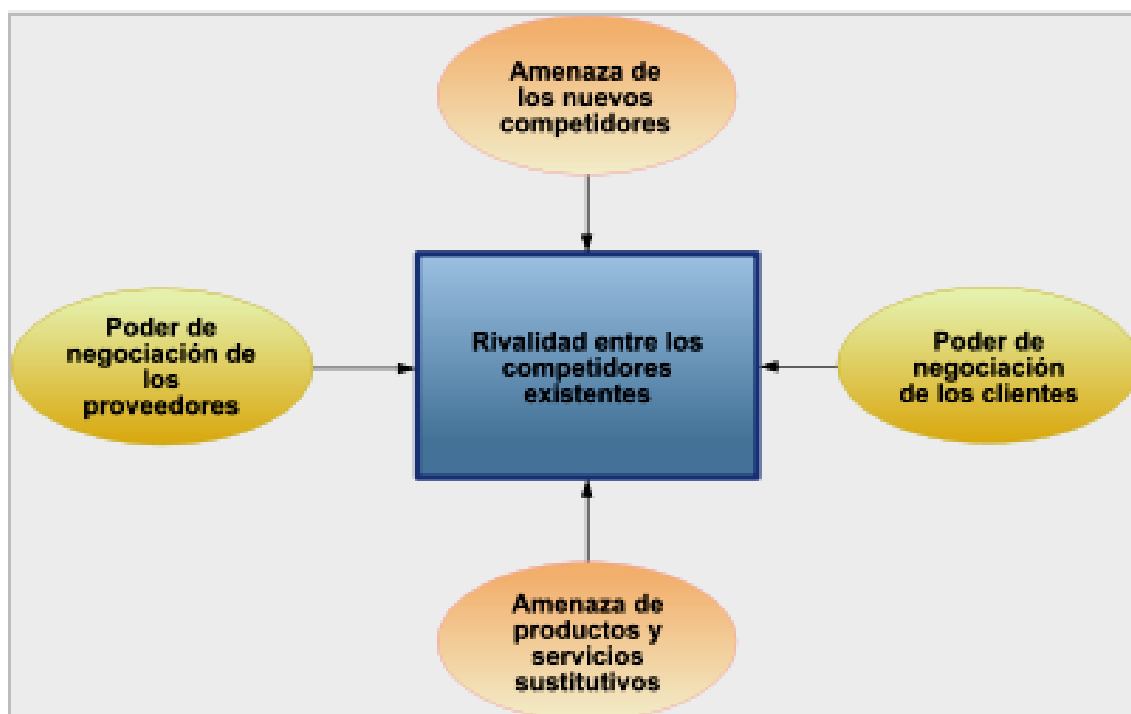 Amenaza de
los nuevos
competidores
Poder de
negociación de
los
proveedores
Rivalidad entre los
competidores
existentes
Poder de
negociación
de los clientes
Amenaza de
productos y
servicios
sustitutivos